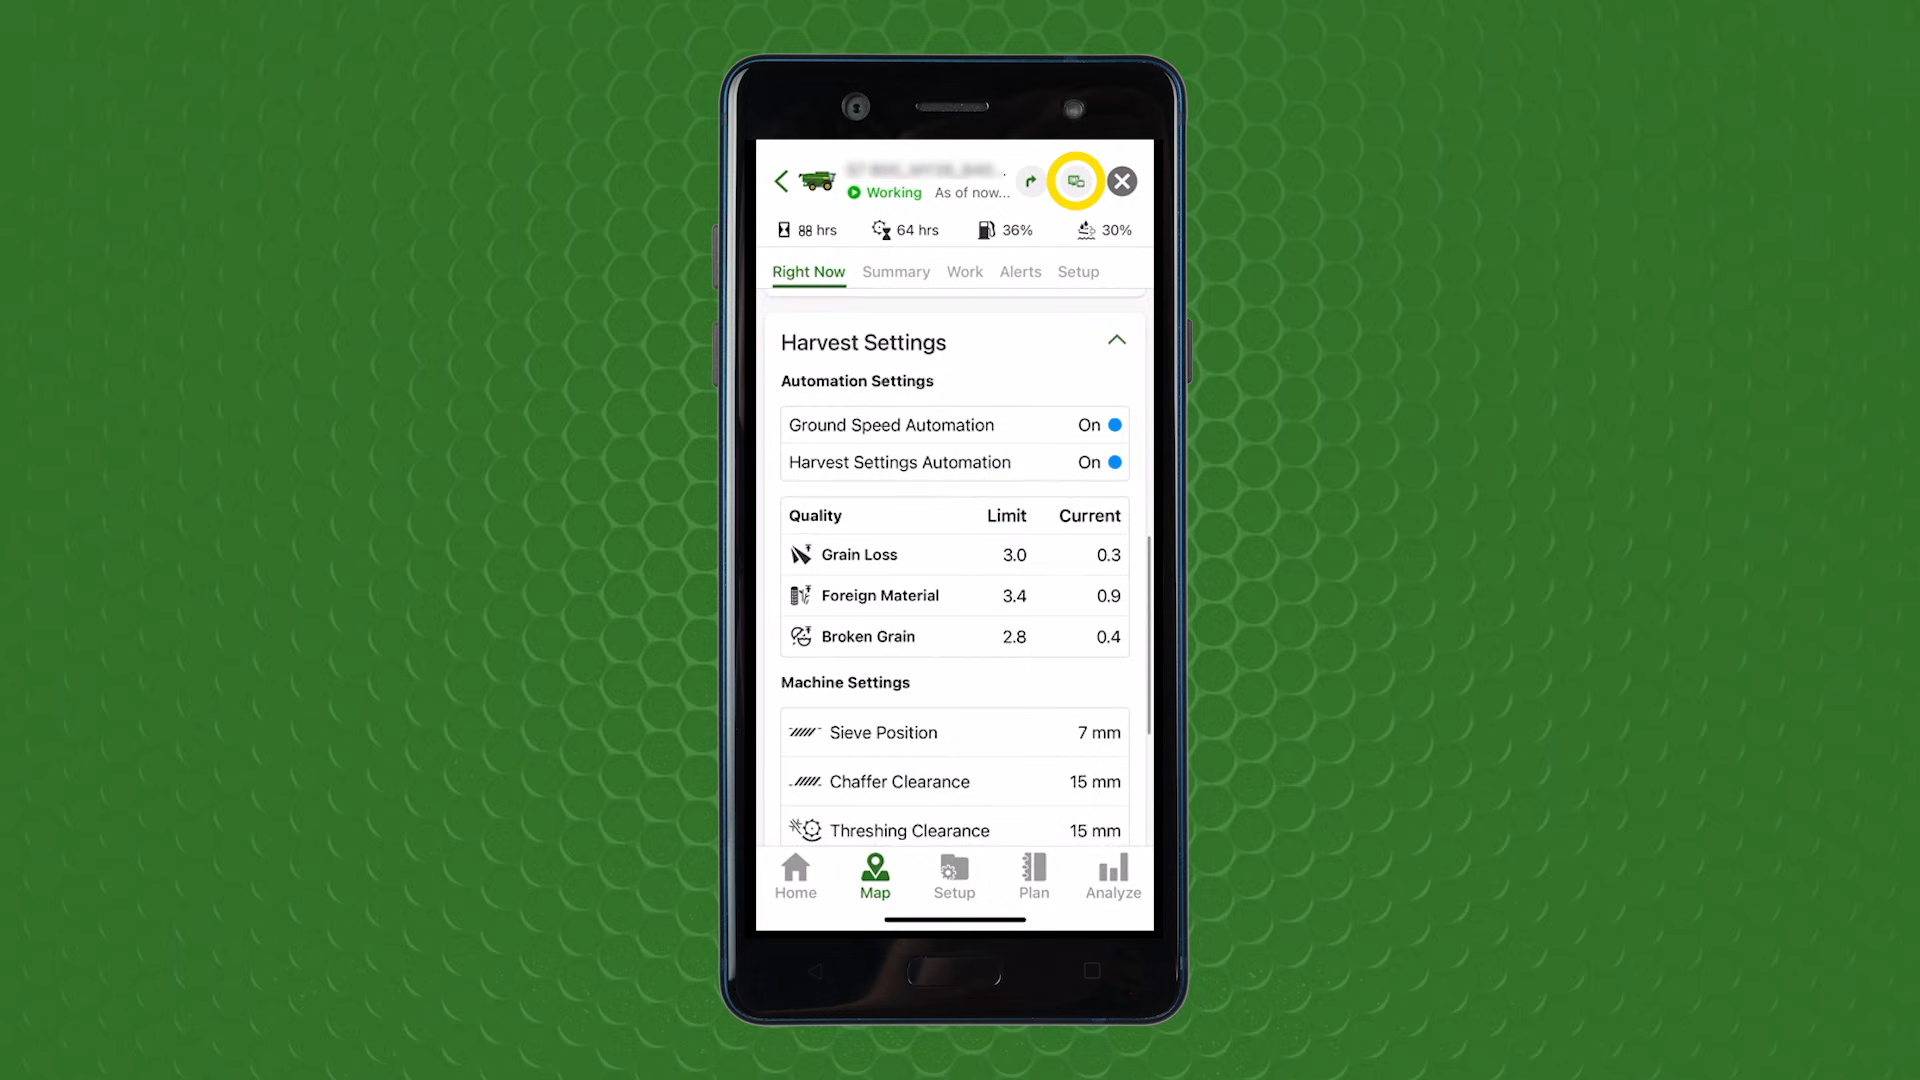 Working As of now...
88 hrs 64 hrs 36% 30%
Right Now Summary Work Alerts Setup
Harvest Settings
Automation Settings
Ground Speed Automation On
Harvest Settings Automation On
Quality Limit Current
Grain Loss 3.0 0.3
Foreign Material 3.4 0.9
Broken Grain 2.8 0.4
Machine Settings
Sieve Position 7 mm
Chaffer Clearance 15 mm
Threshing Clearance 15 mm
Home Map Setup Plan Analyze